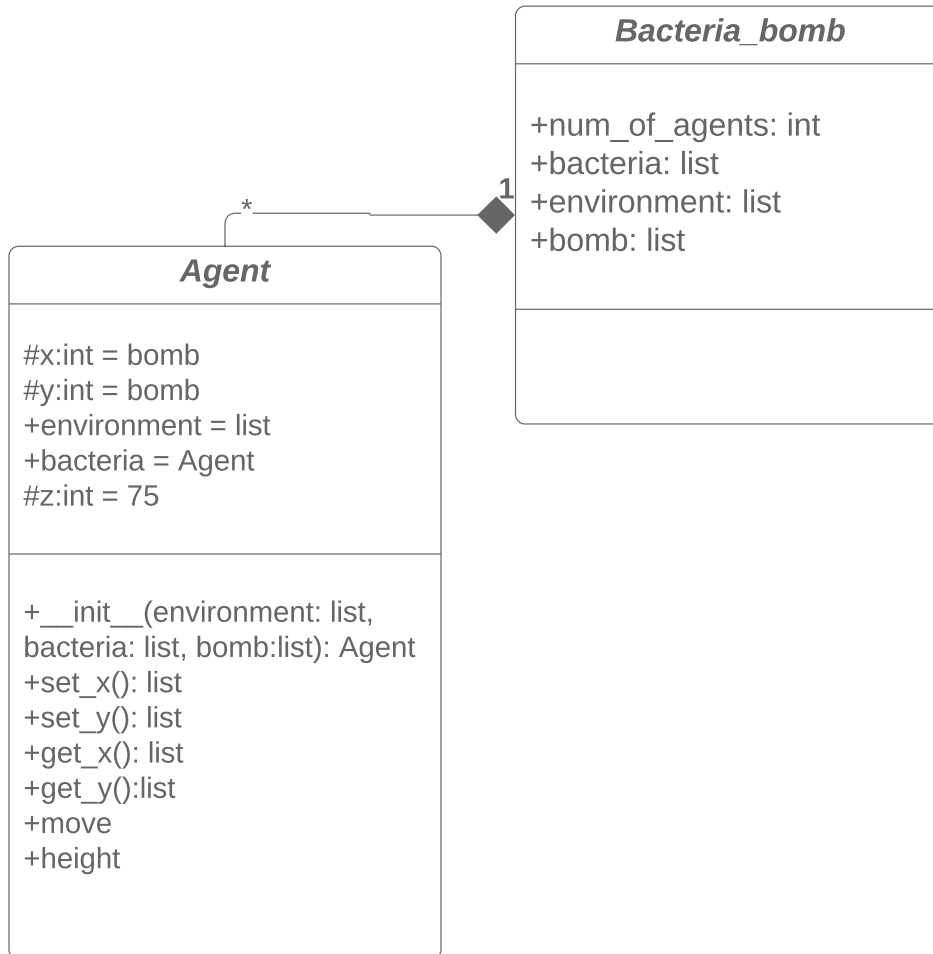 Bacteria_bomb
+num_of_agents: int
+bacteria: list
+environment: list
+bomb: list
1
*
Agent
#x:int = bomb
#y:int = bomb
+environment = list
+bacteria = Agent
#z:int = 75
+__init__(environment: list,
bacteria: list, bomb:list): Agent
+set_x(): list
+set_y(): list
+get_x(): list
+get_y():list
+move
+height